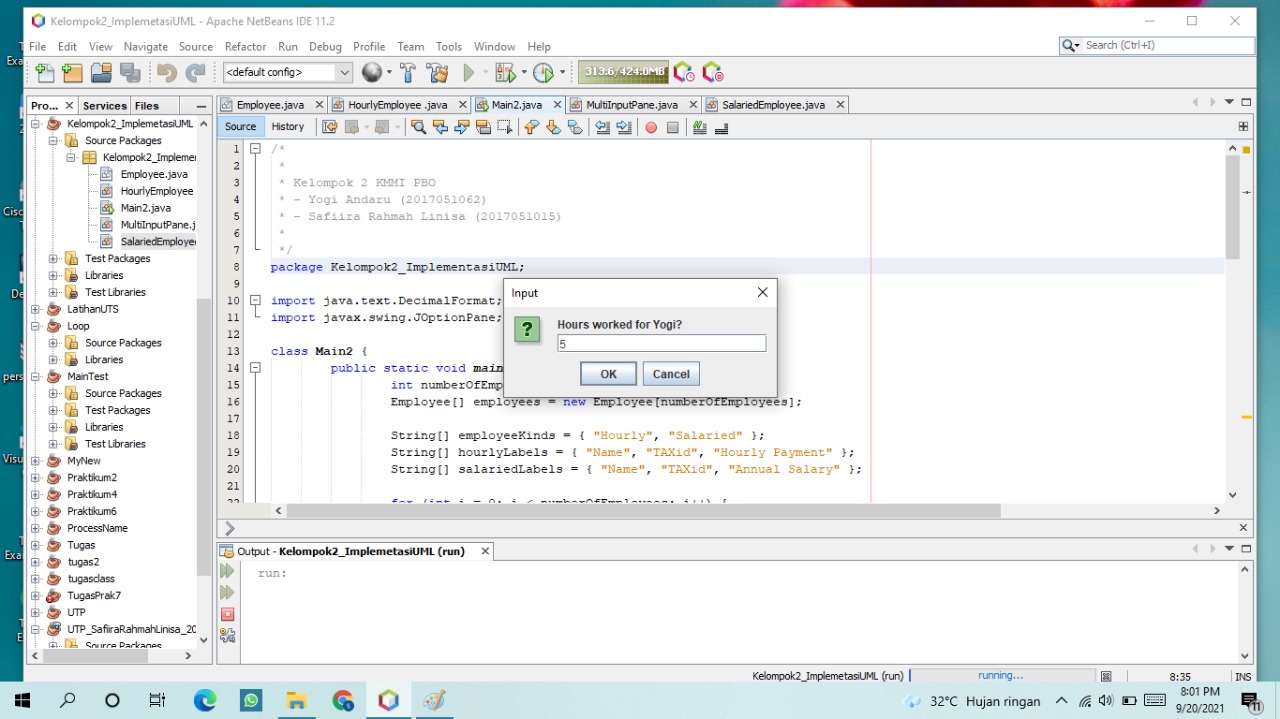 Kelompok2_ImplemetasiUML - Apache NetBeans IDE 11.2
File Edit View Navigate Source Refactor Run Debug Profile Team Tools Window Help
Search (Ctrl+I)
<default config>
313.6/424.0MB
Pro...
Services
Files
Employee.java
HourlyEmployee .java
Main2.java
MultiInputPane.java
SalariedEmployee.java
Kelompok2_ImplemetasiUML
Source Packages
Kelompok2_Implemen
Employee.java
HourlyEmployee
Main2.java
MultiInputPane.j
SalariedEmployee
Test Packages
Libraries
Test Libraries
LatihanUTS
Loop
Source Packages
Libraries
MainTest
Source Packages
Test Packages
Libraries
Test Libraries
MyNew
Praktikum2
Praktikum4
Praktikum6
ProcessName
Tugas
tugas2
tugasclass
TugasPrak7
UTP
UTP_SafiiraRahmahLinisa_20
Source Packages
Source History
1 /*
2 *
3 * Kelompok 2 KMMI PBO
4 * - Yogi Andaru (2017051062)
5 * - Safiira Rahmah Linisa (2017051015)
6 *
7 */
8 package Kelompok2_ImplementasiUML;
9
10 import java.text.DecimalFormat;
11 import javax.swing.JOptionPane;
12
13 class Main2 {
14 public static void main
15 int numberOfEmp
16 Employee[] employees = new Employee[numberOfEmployees];
17
18 String[] employeeKinds = { "Hourly", "Salaried" };
19 String[] hourlyLabels = { "Name", "TAXid", "Hourly Payment" };
20 String[] salariedLabels = { "Name", "TAXid", "Annual Salary" };
21
22 for (int i = 0; i < numberOfEmployees; i++) {
Input
Hours worked for Yogi?
5
OK
Cancel
Output - Kelompok2_ImplemetasiUML (run)
run:
Kelompok2_ImplemetasiUML (run)
running...
8:35
INS
32°C Hujan ringan
8:01 PM
9/20/2021
11